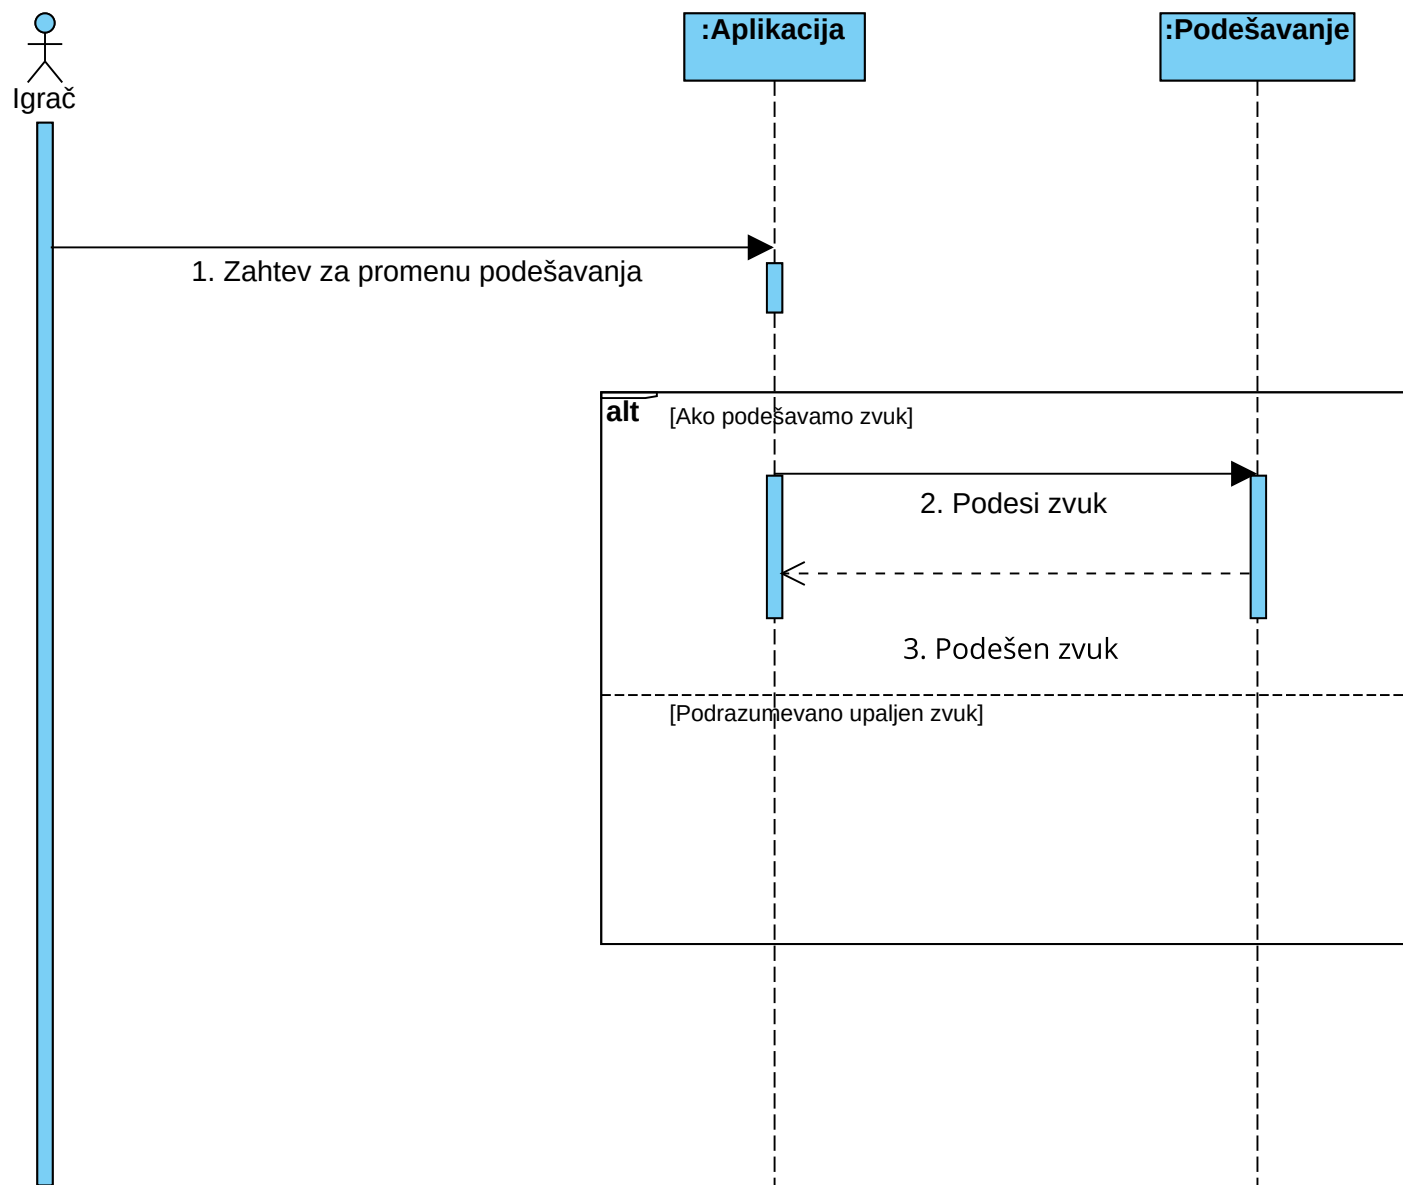 Igrač
:Aplikacija
:Podešavanje
1. Zahtev za promenu podešavanja
alt
[Ako podešavamo zvuk]
2. Podesi zvuk
3. Podešen zvuk
[Podrazumevano upaljen zvuk]